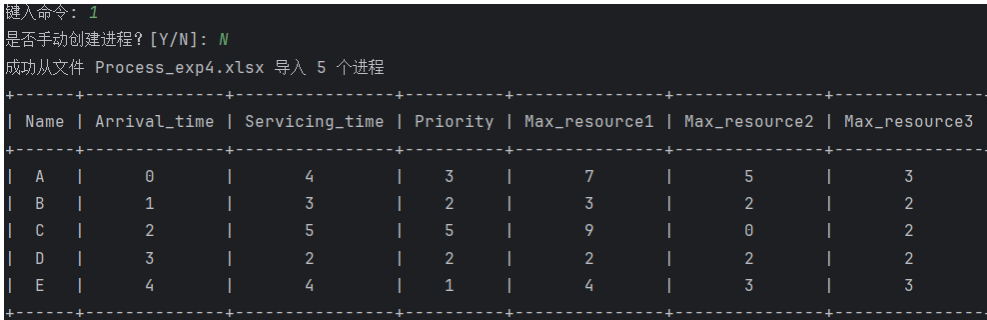 键入命令: 1
是否手动创建进程? [Y/N]: N
成功从文件 Process_exp4.xlsx 导入 5 个进程
+------+--------------+----------------+----------+---------------+---------------+---------------
| Name | Arrival_time | Servicing_time | Priority | Max_resource1 | Max_resource2 | Max_resource3
+------+--------------+----------------+----------+---------------+---------------+---------------
| A | 0 | 4 | 3 | 7 | 5 | 3
| B | 1 | 3 | 2 | 3 | 2 | 2
| C | 2 | 5 | 5 | 9 | 0 | 2
| D | 3 | 2 | 2 | 2 | 2 | 2
| E | 4 | 4 | 1 | 4 | 3 | 3
+------+--------------+----------------+----------+---------------+---------------+---------------